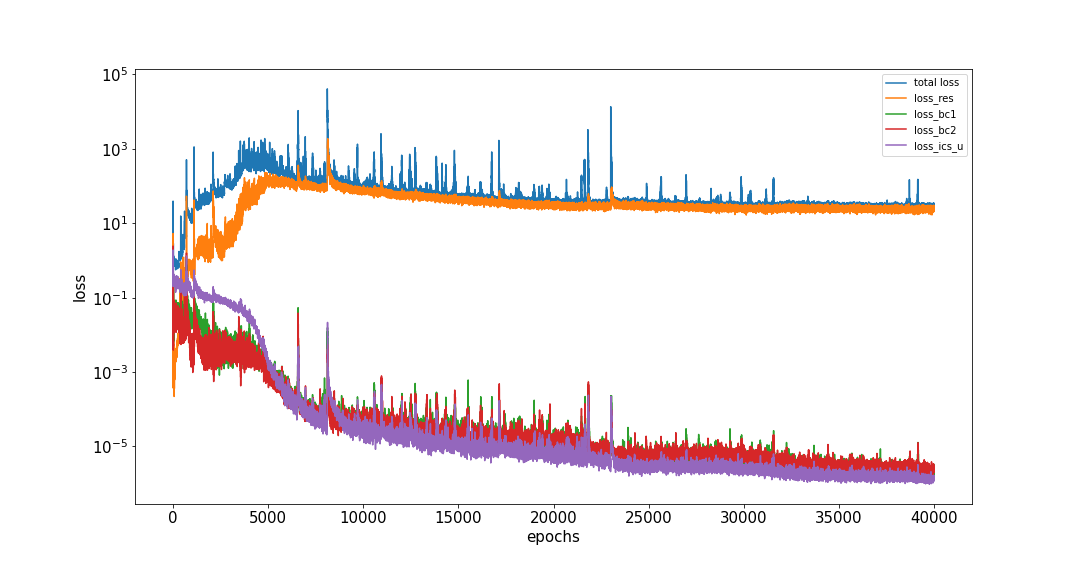 10^5
10^3
10^1
10^−1
10^−3
10^−5
loss
total loss
loss_res
loss_bc1
loss_bc2
loss_ics_u
0 5000 10000 15000 20000 25000 30000 35000 40000
epochs